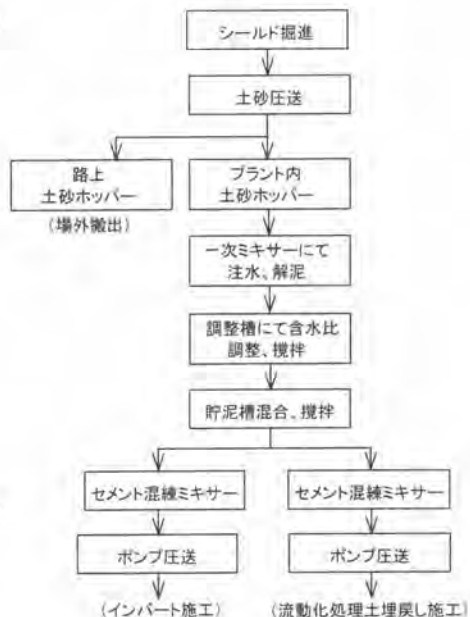 シールド掘進
土砂圧送
路上
土砂ホッパー
(場外搬出)
プラント内
土砂ホッパー
一次ミキサーにて
注水、解泥
調整槽にて含水比
調整、撹拌
貯泥槽混合、撹拌
セメント混練ミキサー
セメント混練ミキサー
ポンプ圧送
ポンプ圧送
(インバート施工)
(流動化処理土埋戻し施工)